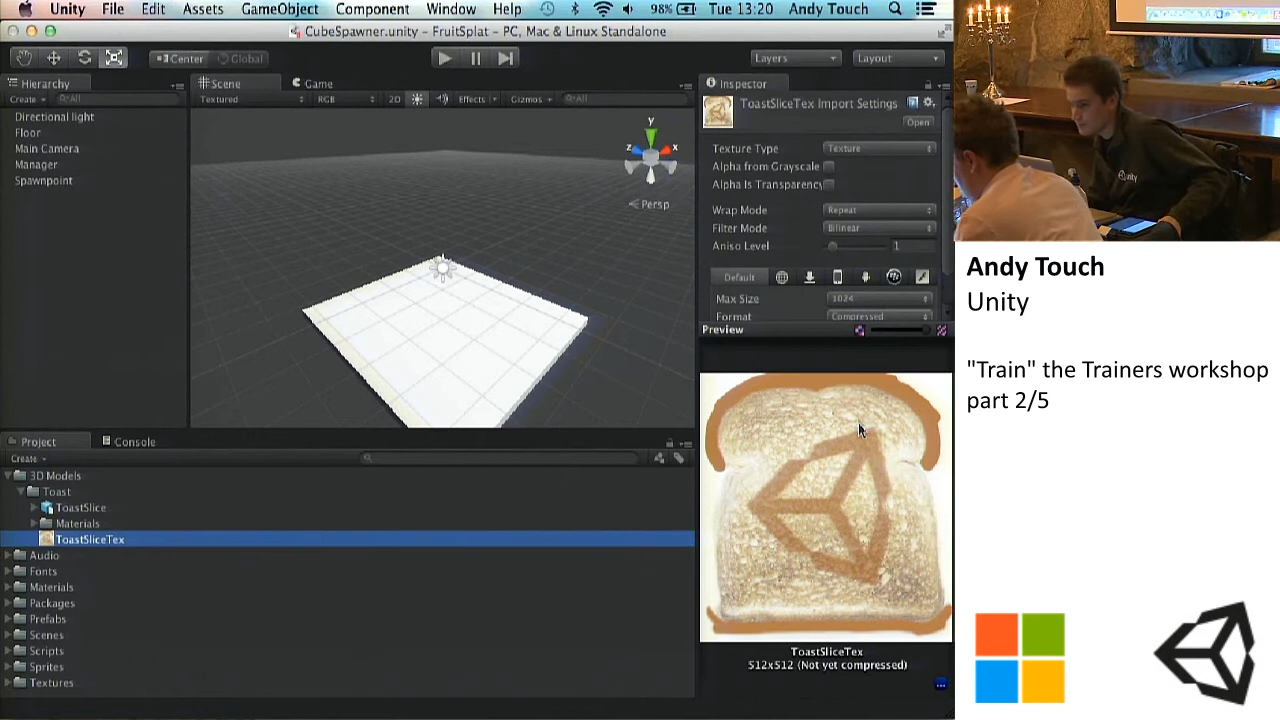 Unity File Edit Assets GameObject Component Window Help 98% Tue 13:20 Andy Touch
CubeSpawner.unity – FruitSplat – PC, Mac & Linux Standalone
Center Global Layers Layout
Hierarchy
Create All
Directional light
Floor
Main Camera
Manager
Spawnpoint
Scene Game
Textured RGB 2D Effects Gizmos All
y
z x
Persp
Inspector
ToastSliceTex Import Settings
Open
Texture Type Texture
Alpha from Grayscale
Alpha Is Transparency
Wrap Mode Repeat
Filter Mode Bilinear
Aniso Level 1
Default
Max Size 1024
Format Compressed
Preview
ToastSliceTex
512x512 (Not yet compressed)
Project Console
Create
3D Models
Toast
ToastSlice
Materials
ToastSliceTex
Audio
Fonts
Materials
Packages
Prefabs
Scenes
Scripts
Sprites
Textures
unity
Andy Touch
Unity
"Train" the Trainers workshop
part 2/5